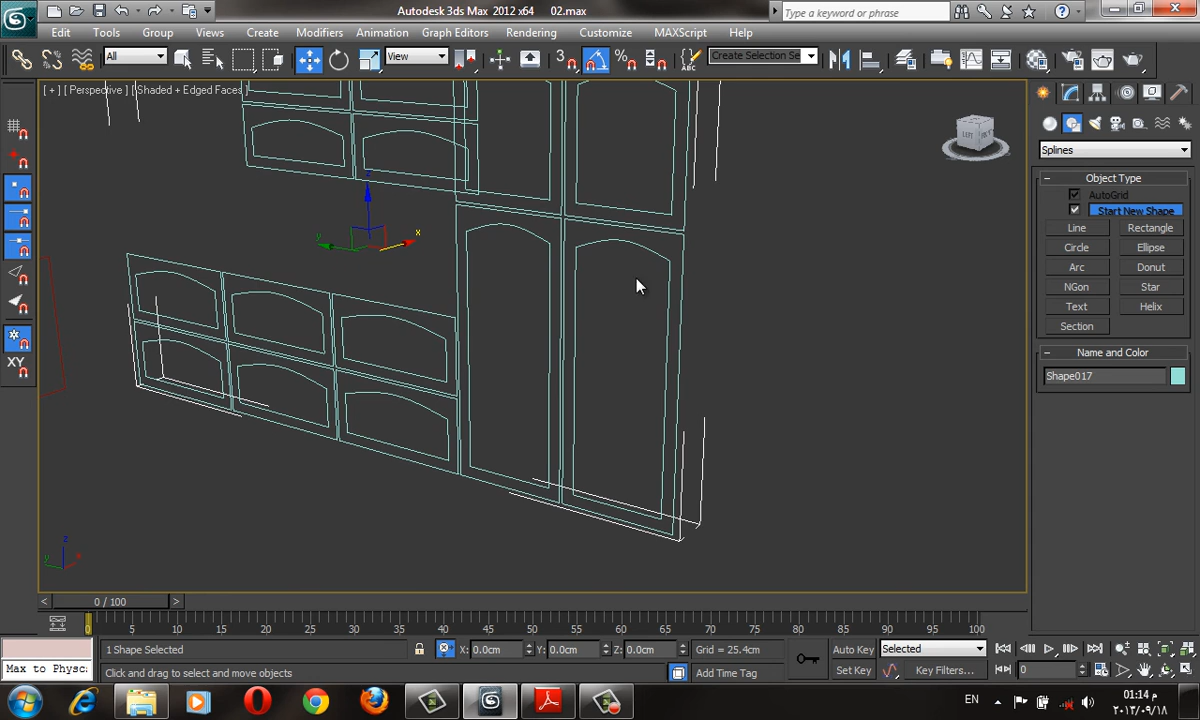 Autodesk 3ds Max 2012 x64 02.max
Type a keyword or phrase
Edit Tools Group Views Create Modifiers Animation Graph Editors Rendering Customize MAXScript Help
All
View
Create Selection Se
[ + ] [ Perspective ] [ Shaded + Edged Faces
Splines
Object Type
AutoGrid
Start New Shape
Line Rectangle
Circle Ellipse
Arc Donut
NGon Star
Text Helix
Section
Name and Color
Shape017
XY
z
x
y
z
x
y
0 / 100
0 5 10 15 20 25 30 35 40 45 50 55 60 65 70 75 80 85 90 95 100
1 Shape Selected
X: 0.0cm Y: 0.0cm Z: 0.0cm Grid = 25.4cm
Auto Key Selected
Max to Physc
Click and drag to select and move objects
Add Time Tag
Set Key Key Filters...
0
EN
01:14 م
٢٠١٣/٠٩/١٨